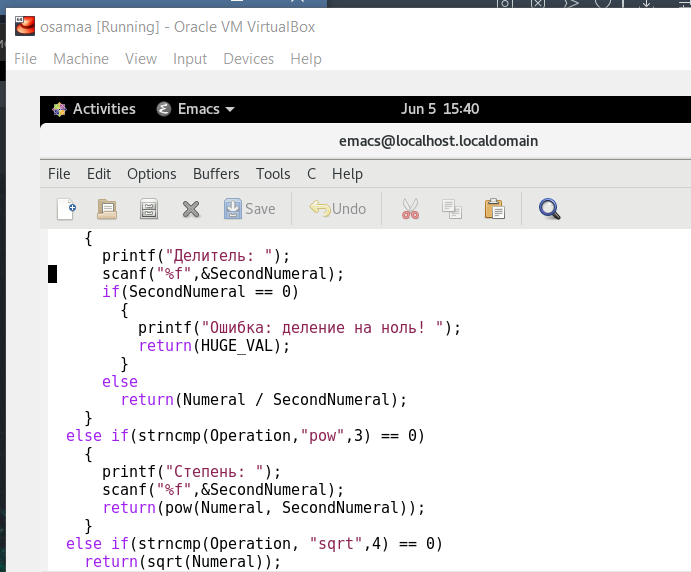 osamaa [Running] - Oracle VM VirtualBox
File Machine View Input Devices Help
Activities Emacs Jun 5 15:40
emacs@localhost.localdomain
File Edit Options Buffers Tools C Help
Save Undo
{
printf("Делитель: ");
scanf("%f",&SecondNumeral);
if(SecondNumeral == 0)
{
printf("Ошибка: деление на ноль! ");
return(HUGE_VAL);
}
else
return(Numeral / SecondNumeral);
}
else if(strncmp(Operation,"pow",3) == 0)
{
printf("Степень: ");
scanf("%f",&SecondNumeral);
return(pow(Numeral, SecondNumeral));
}
else if(strncmp(Operation, "sqrt",4) == 0)
return(sqrt(Numeral));